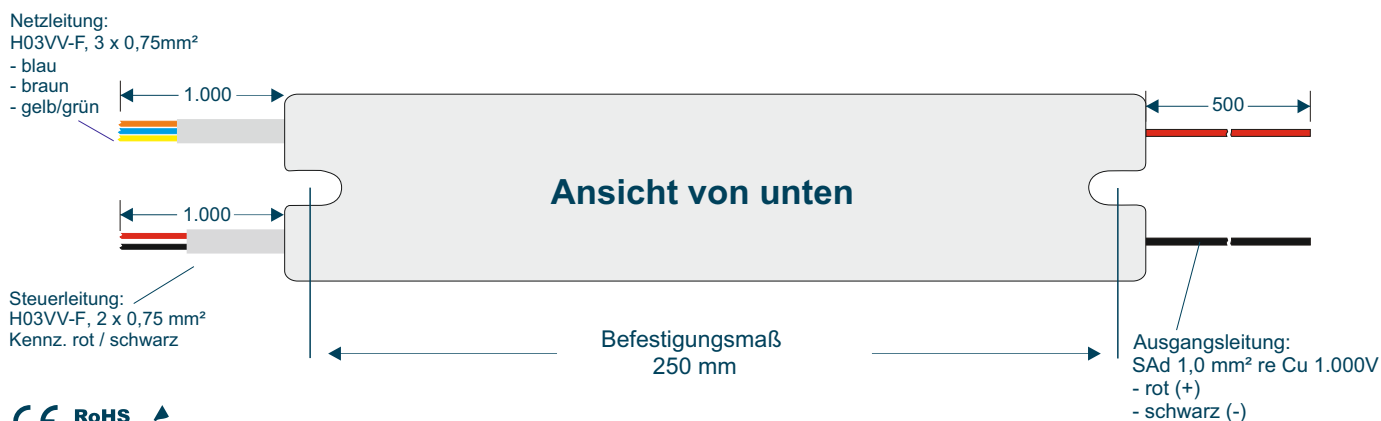 Netzleitung:
H03VV-F, 3 x 0,75mm²
- blau
- braun
- gelb/grün
1.000
500
Ansicht von unten
1.000
Steuerleitung:
H03VV-F, 2 x 0,75 mm²
Kennz. rot / schwarz
Befestigungsmaß
250 mm
Ausgangsleitung:
SAd 1,0 mm² re Cu 1.000V
- rot (+)
- schwarz (-)
CE RoHS